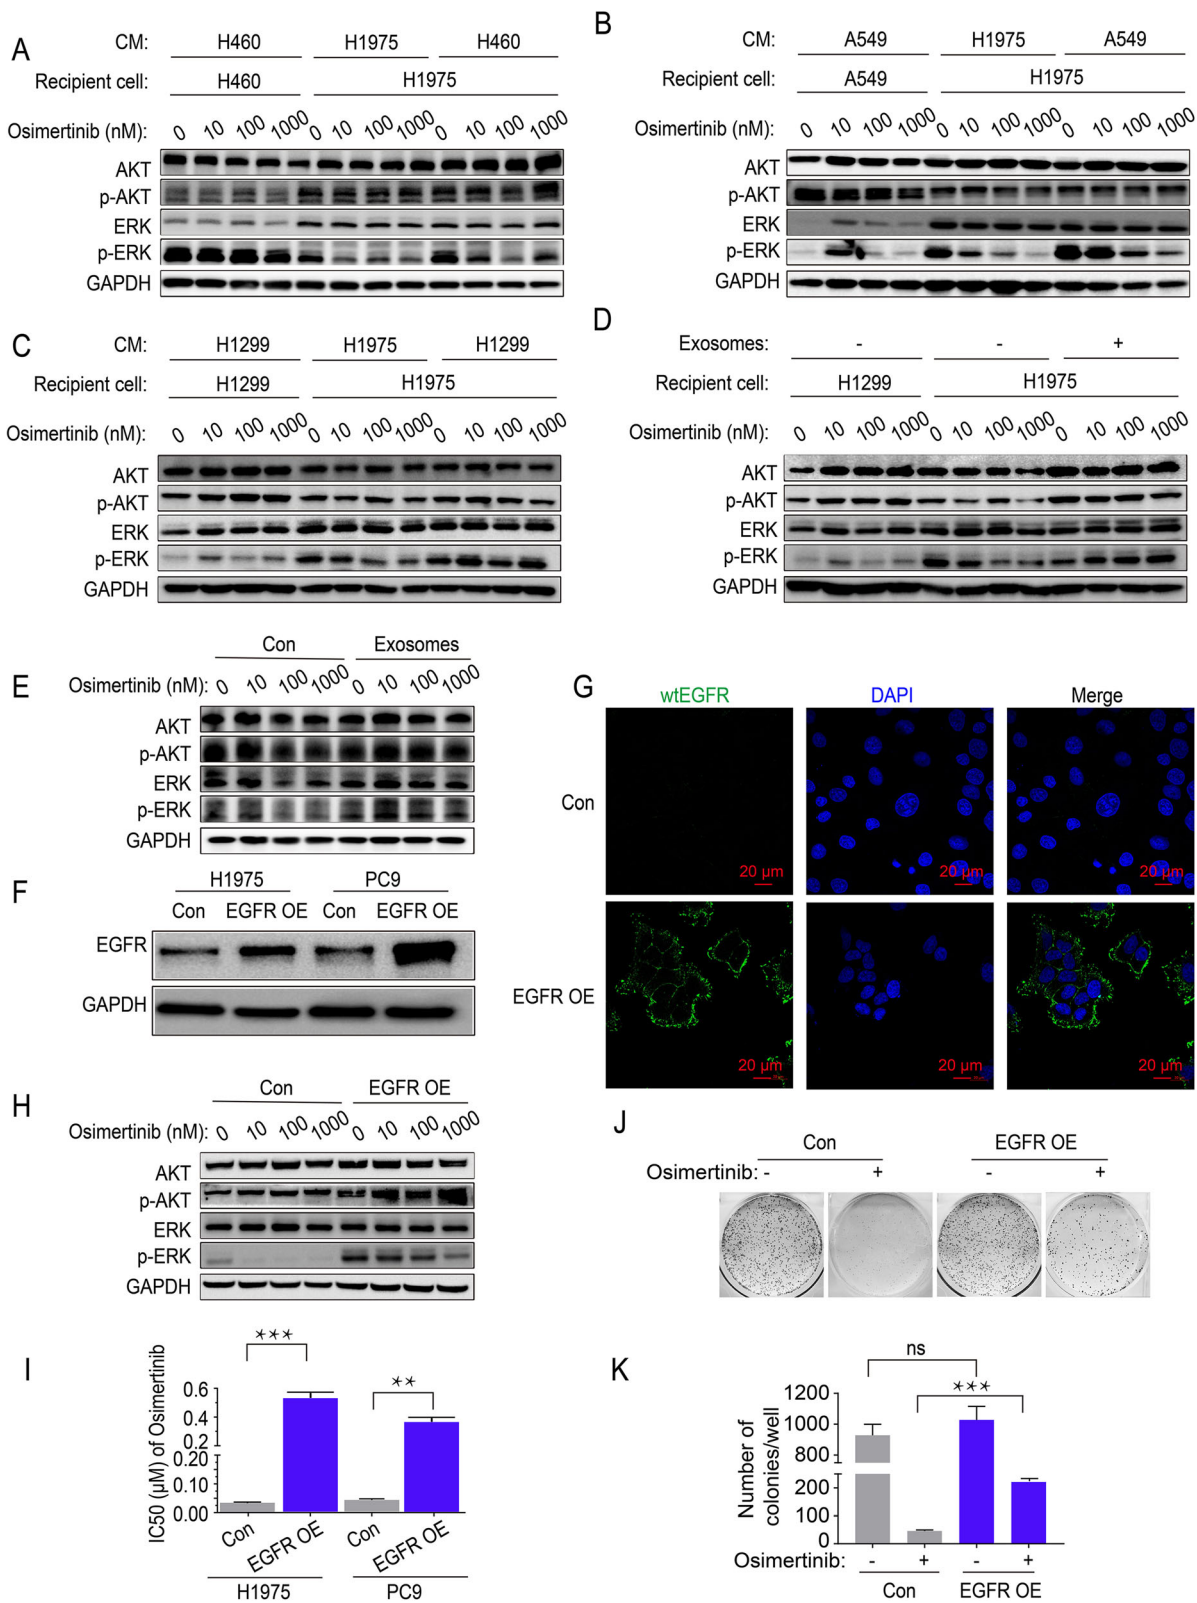 A
CM: H460 H1975 H460
Recipient cell: H460 H1975
Osimertinib (nM): 0 10 100 1000 0 10 100 1000 0 10 100 1000
AKT
p-AKT
ERK
p-ERK
GAPDH
B
CM: A549 H1975 A549
Recipient cell: A549 H1975
Osimertinib (nM): 0 10 100 1000 0 10 100 1000 0 10 100 1000
AKT
p-AKT
ERK
p-ERK
GAPDH
C
CM: H1299 H1975 H1299
Recipient cell: H1299 H1975
Osimertinib (nM): 0 10 100 1000 0 10 100 1000 0 10 100 1000
AKT
p-AKT
ERK
p-ERK
GAPDH
D
Exosomes: - - +
Recipient cell: H1299 H1975
Osimertinib (nM): 0 10 100 1000 0 10 100 1000 0 10 100 1000
AKT
p-AKT
ERK
p-ERK
GAPDH
E
Con Exosomes
Osimertinib (nM): 0 10 100 1000 0 10 100 1000
AKT
p-AKT
ERK
p-ERK
GAPDH
F
H1975 PC9
Con EGFR OE Con EGFR OE
EGFR
GAPDH
G
wtEGFR DAPI Merge
Con
20 µm 20 µm 20 µm
EGFR OE
20 µm 20 µm 20 µm
H
Con EGFR OE
Osimertinib (nM): 0 10 100 1000 0 10 100 1000
AKT
p-AKT
ERK
p-ERK
GAPDH
I
IC50 (µM) of Osimertinib
*** **
0.6
0.4
0.2
0.20
0.10
0.00
Con EGFR OE Con EGFR OE
H1975 PC9
J
Con EGFR OE
Osimertinib: - + - +
K
Number of
colonies/well
ns
***
1200
1000
800
200
100
0
Osimertinib: - + - +
Con EGFR OE